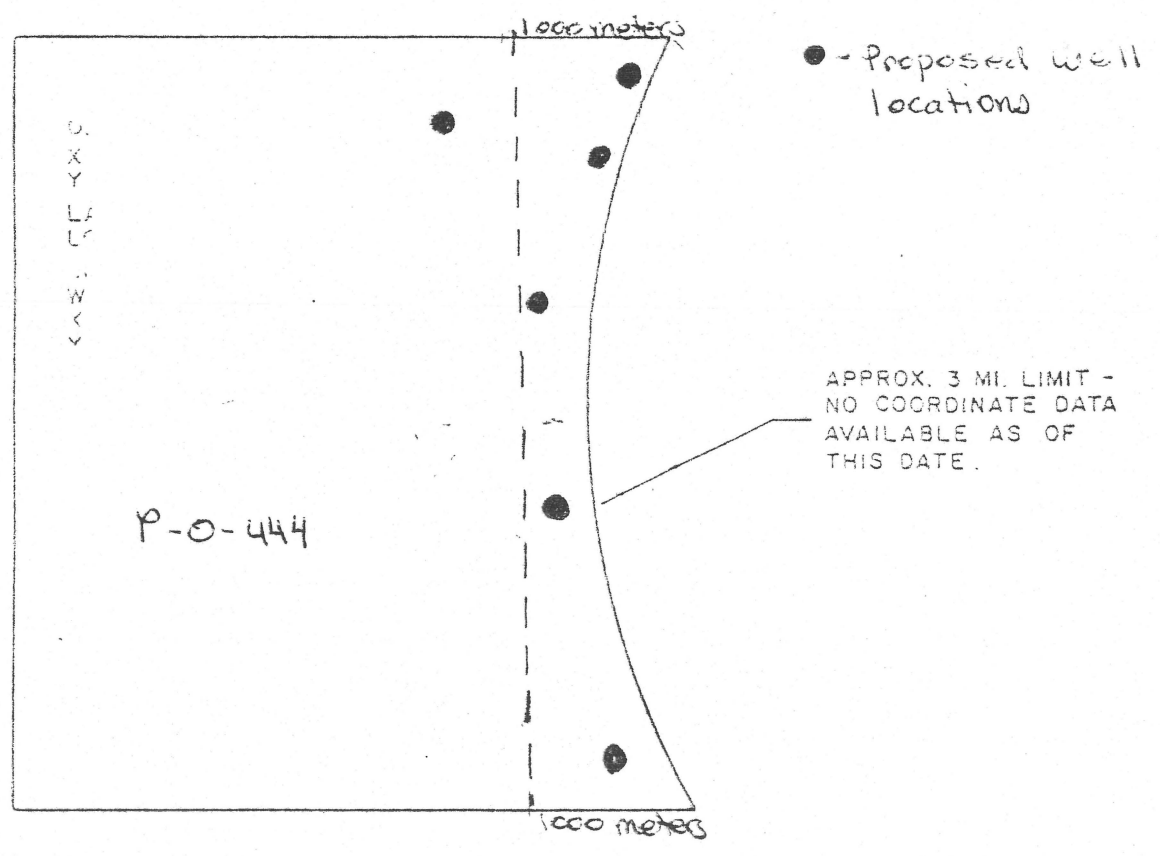 1000 meters
- Proposed well
locations
APPROX. 3 MI. LIMIT -
NO COORDINATE DATA
AVAILABLE AS OF
THIS DATE.
P-O-444
1000 meters